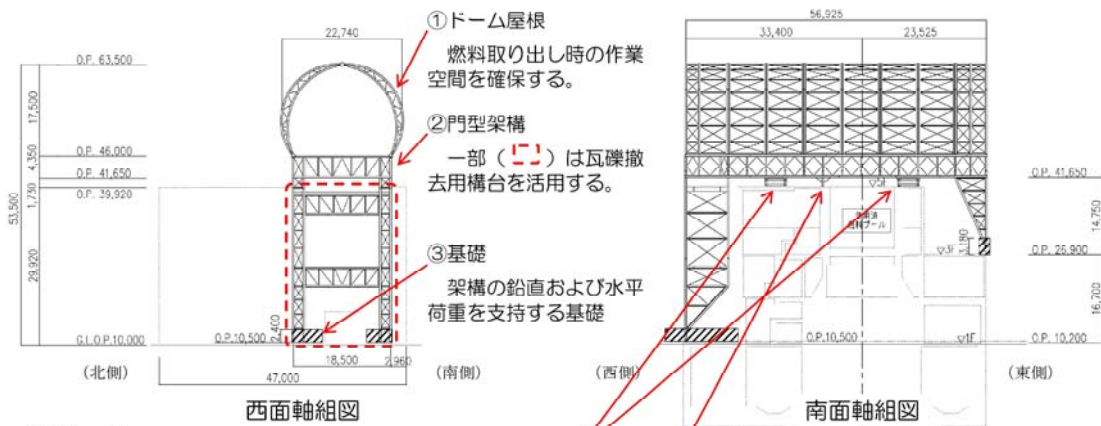 22,740
O.P. 63,500
17,500
O.P. 46,000
4,350
O.P. 41,650
1,730
O.P. 39,920
53,500
29,920
2,400
O.P.10,500
G.L.O.P.10,000
18,500
2,960
47,000
(北側)
(南側)
西面軸組図
①ドーム屋根
燃料取り出し時の作業
空間を確保する。
②門型架構
一部( )は瓦礫撤
去用構台を活用する。
③基礎
架構の鉛直および水平
荷重を支持する基礎
56,925
33,400
23,525
▽5F
O.P. 41,650
14,750
▽3F
3,180
O.P. 26,900
16,700
O.P.10,500
▽1F
O.P. 10,200
(西側)
(東側)
南面軸組図